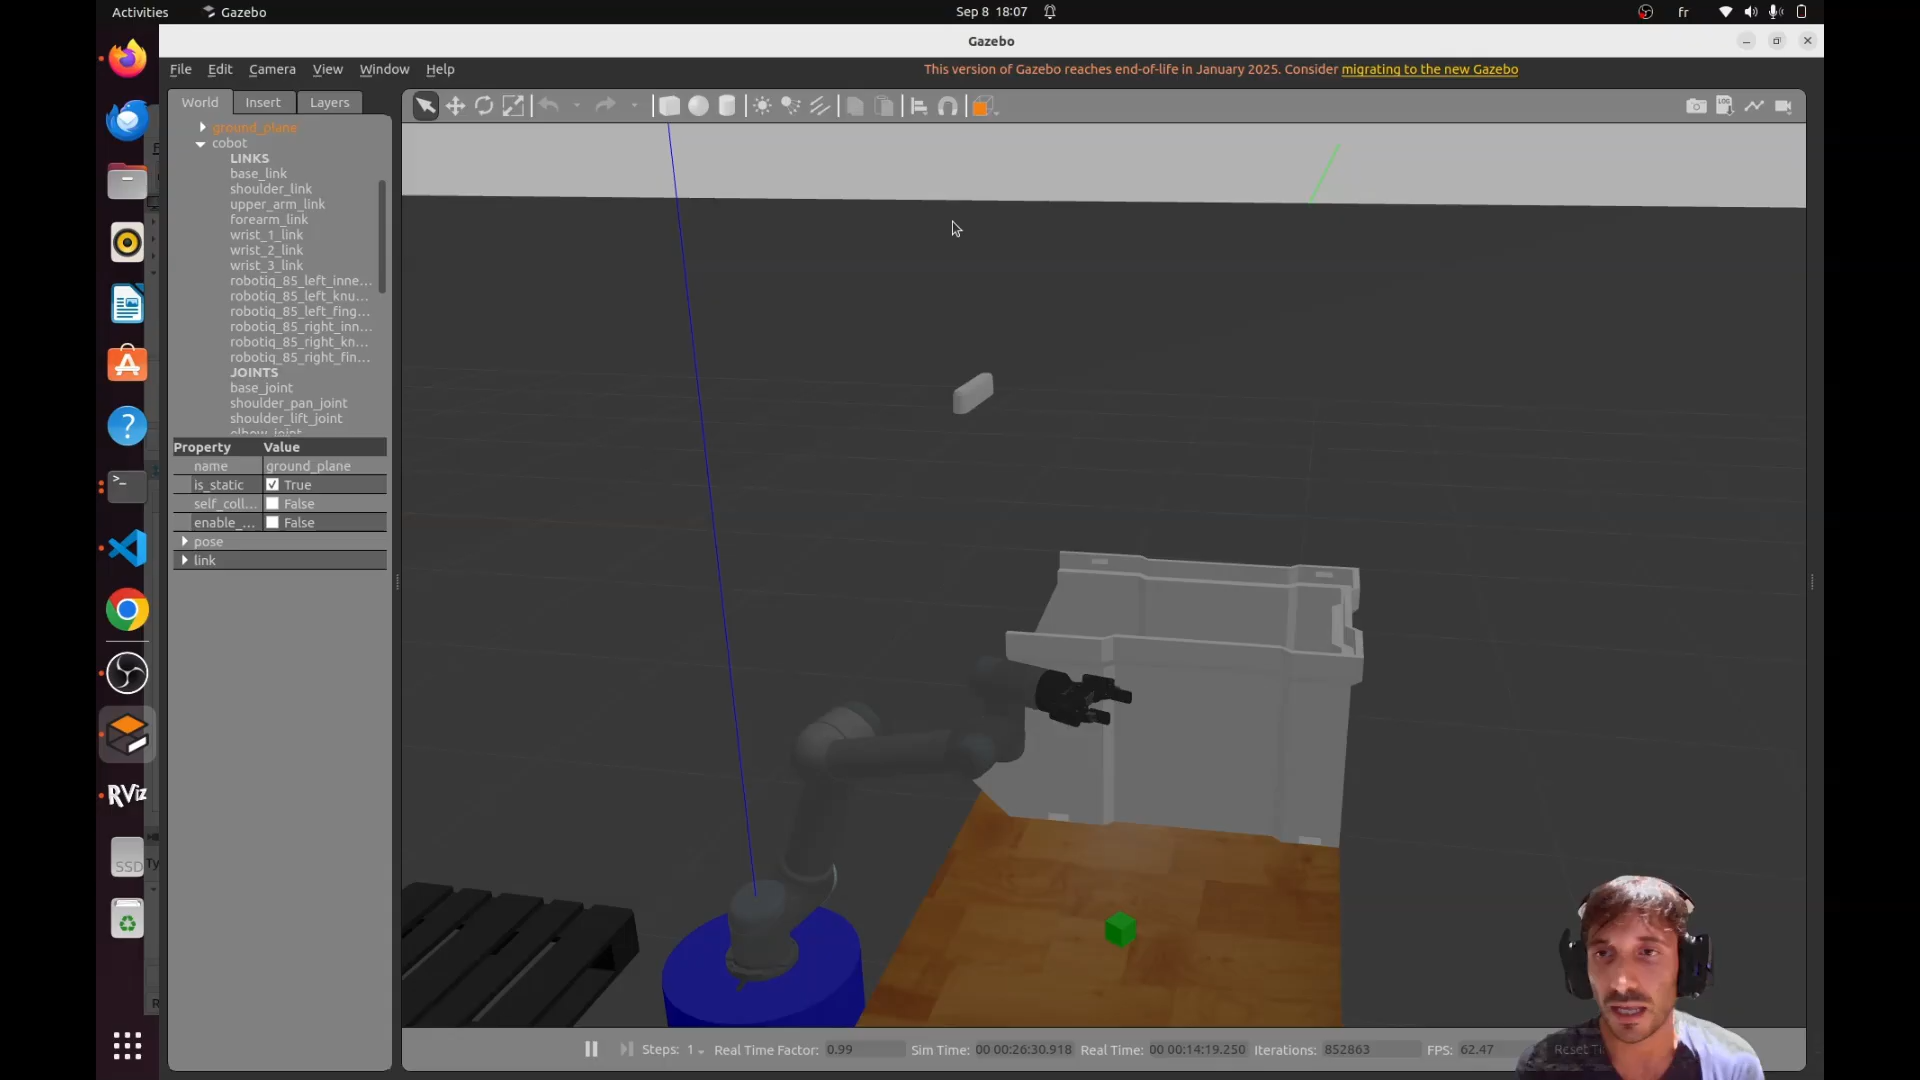 Activities
Gazebo
Sep 8 18:07
fr
Gazebo
File Edit Camera View Window Help
This version of Gazebo reaches end-of-life in January 2025. Consider migrating to the new Gazebo
World Insert Layers
ground_plane
cobot
LINKS
base_link
shoulder_link
upper_arm_link
forearm_link
wrist_1_link
wrist_2_link
wrist_3_link
robotiq_85_left_inne...
robotiq_85_left_knu...
robotiq_85_left_fing...
robotiq_85_right_inn...
robotiq_85_right_kn...
robotiq_85_right_fin...
JOINTS
base_joint
shoulder_pan_joint
shoulder_lift_joint
elbow_joint
Property Value
name ground_plane
is_static True
self_coll... False
enable_... False
pose
link
LOG
RViz
SSD
Steps: 1 Real Time Factor: 0.99 Sim Time: 00 00:26:30.918 Real Time: 00 00:14:19.250 Iterations: 852863 FPS: 62.47 Reset Ti